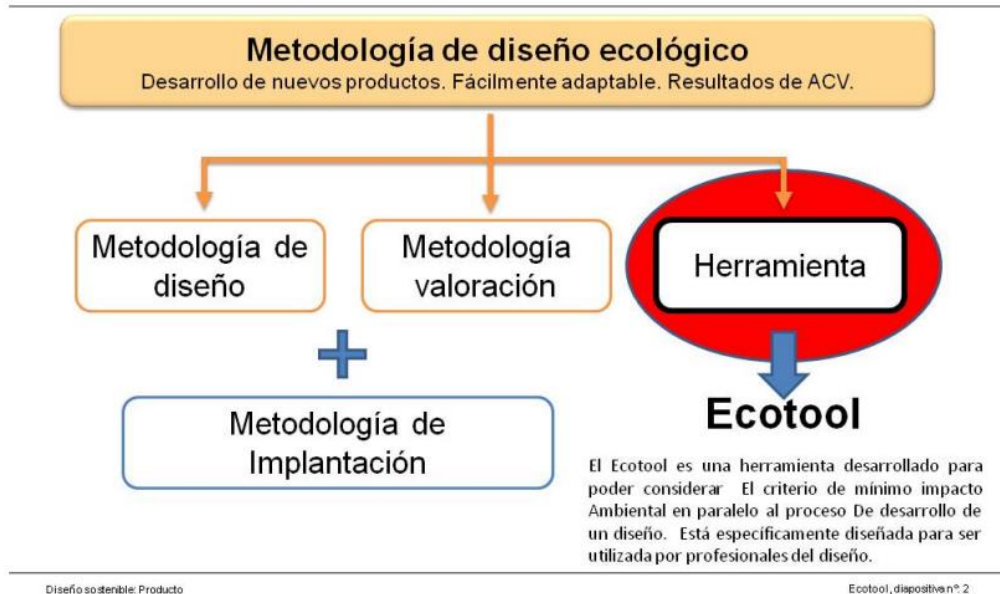 Metodología de diseño ecológico
Desarrollo de nuevos productos. Fácilmente adaptable. Resultados de ACV.
Metodología de
diseño
Metodología
valoración
Herramienta
Metodología de
Implantación
Ecotool
El Ecotool es una herramienta desarrollado para
poder considerar El criterio de mínimo impacto
Ambiental en paralelo al proceso De desarrollo de
un diseño. Está específicamente diseñada para ser
utilizada por profesionales del diseño.
Diseño sostenible: Producto
Ecotool, diapositiva nº: 2